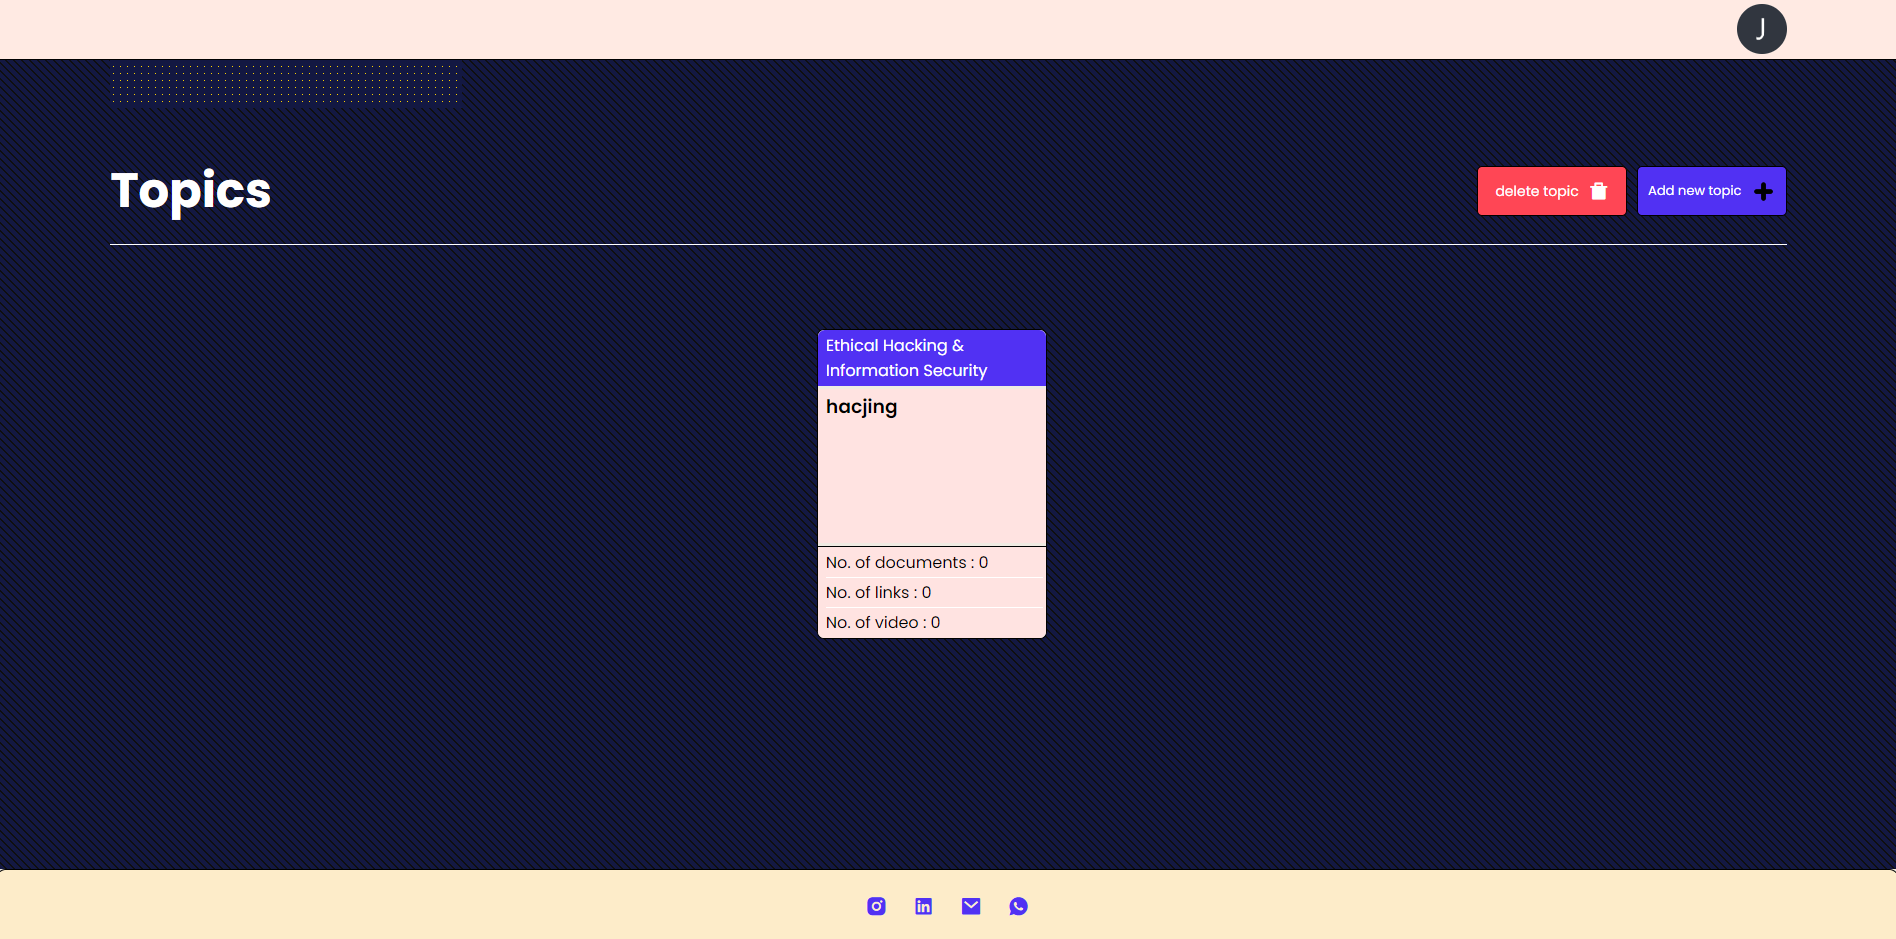 J
Topics
delete topic
Add new topic
Ethical Hacking &
Information Security
hacjing
No. of documents : 0
No. of links : 0
No. of video : 0